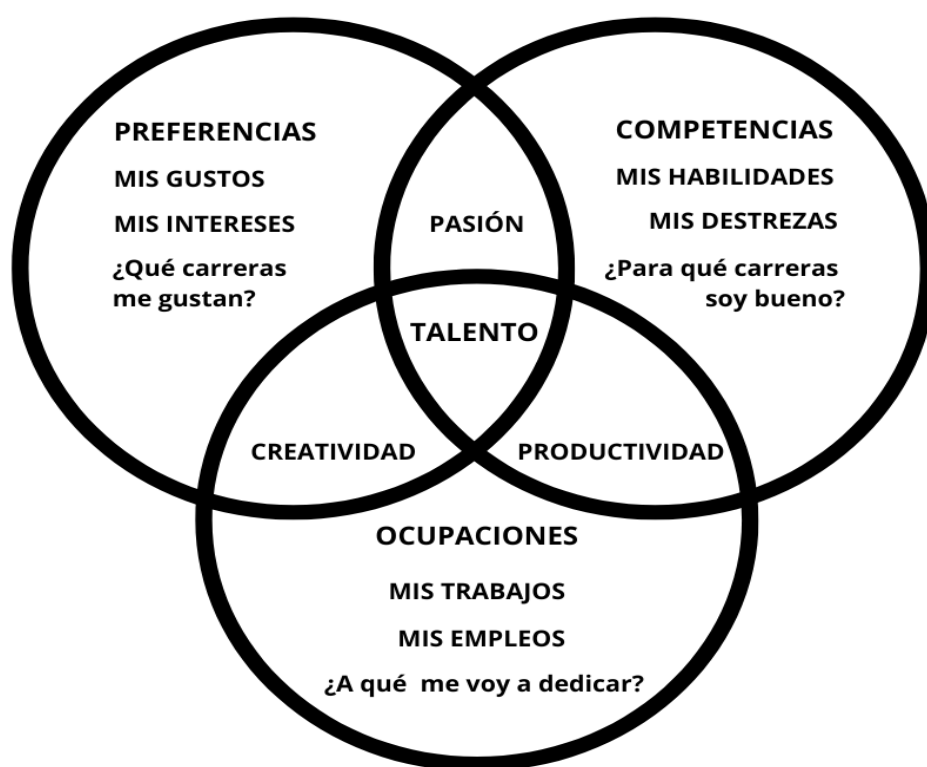 PREFERENCIAS
MIS GUSTOS
MIS INTERESES
¿Qué carreras
me gustan?
COMPETENCIAS
MIS HABILIDADES
MIS DESTREZAS
¿Para qué carreras
soy bueno?
PASIÓN
TALENTO
CREATIVIDAD
PRODUCTIVIDAD
OCUPACIONES
MIS TRABAJOS
MIS EMPLEOS
¿A qué me voy a dedicar?